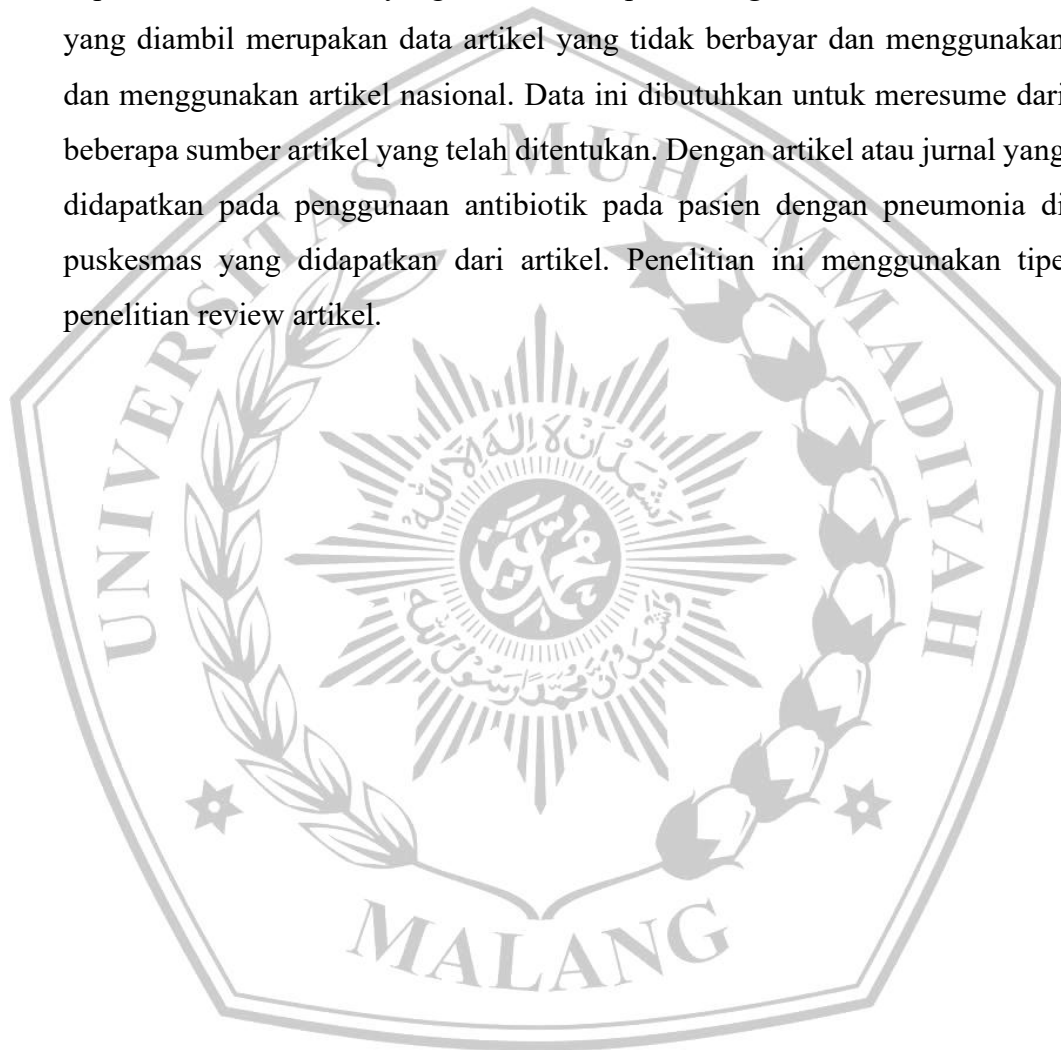 yang diambil merupakan data artikel yang tidak berbayar dan menggunakan
dan menggunakan artikel nasional. Data ini dibutuhkan untuk meresume dari
beberapa sumber artikel yang telah ditentukan. Dengan artikel atau jurnal yang
didapatkan pada penggunaan antibiotik pada pasien dengan pneumonia di
puskesmas yang didapatkan dari artikel. Penelitian ini menggunakan tipe
penelitian review artikel.
UNIVERSITAS MUHAMMADIYAH
MALANG